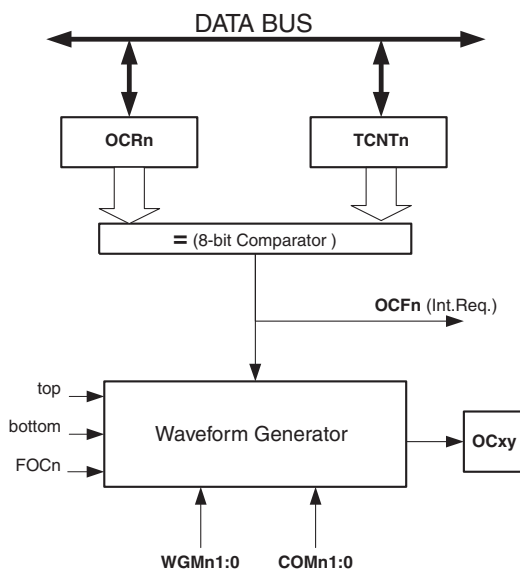 DATA BUS
OCRn
TCNTn
= (8-bit Comparator )
OCFn (Int.Req.)
top
bottom
FOCn
Waveform Generator
OCxy
WGMn1:0
COMn1:0